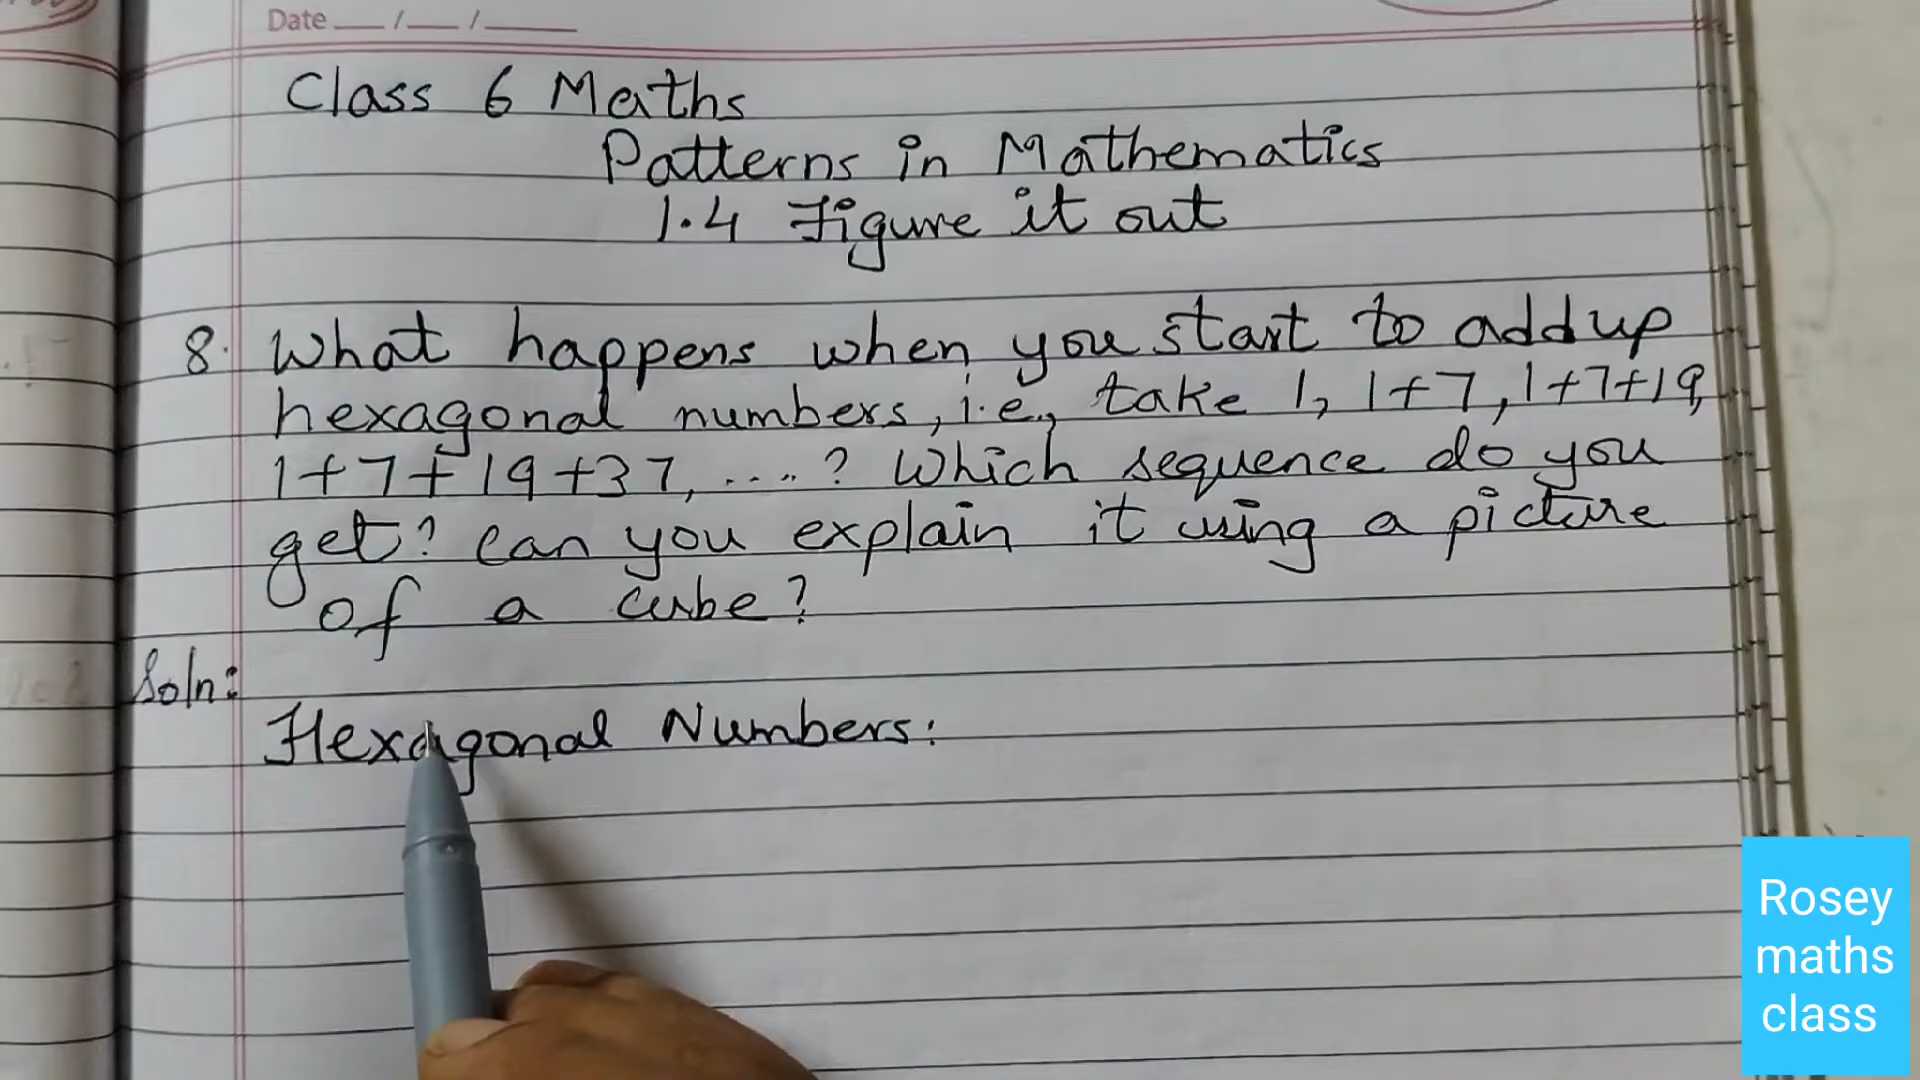 Date __/__/____
Class 6 Maths
Patterns in Mathematics
1.4 Figure it out
8. What happens when you start to add up
hexagonal numbers, i.e., take 1, 1+7, 1+7+19,
1+7+19+37, ....? Which sequence do you
get? Can you explain it using a picture
of a cube?
Soln:
Hexagonal Numbers:
Rosey
maths
class